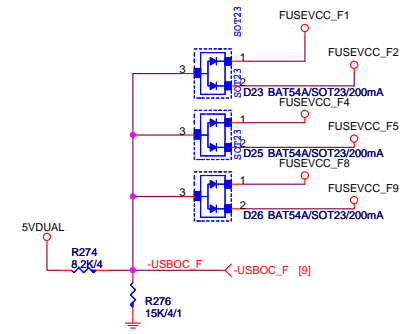 SOT23
FUSEVCC_F1
1
FUSEVCC_F2
3
SOT23
2
D23 BAT54A/SOT23/200mA
FUSEVCC_F4
1
FUSEVCC_F5
3
SOT23
2
D25 BAT54A/SOT23/200mA
FUSEVCC_F8
1
FUSEVCC_F9
3
2
D26 BAT54A/SOT23/200mA
5VDUAL
R274
8.2K/4
-USBOC_F
-USBOC_F [9]
R276
15K/4/1